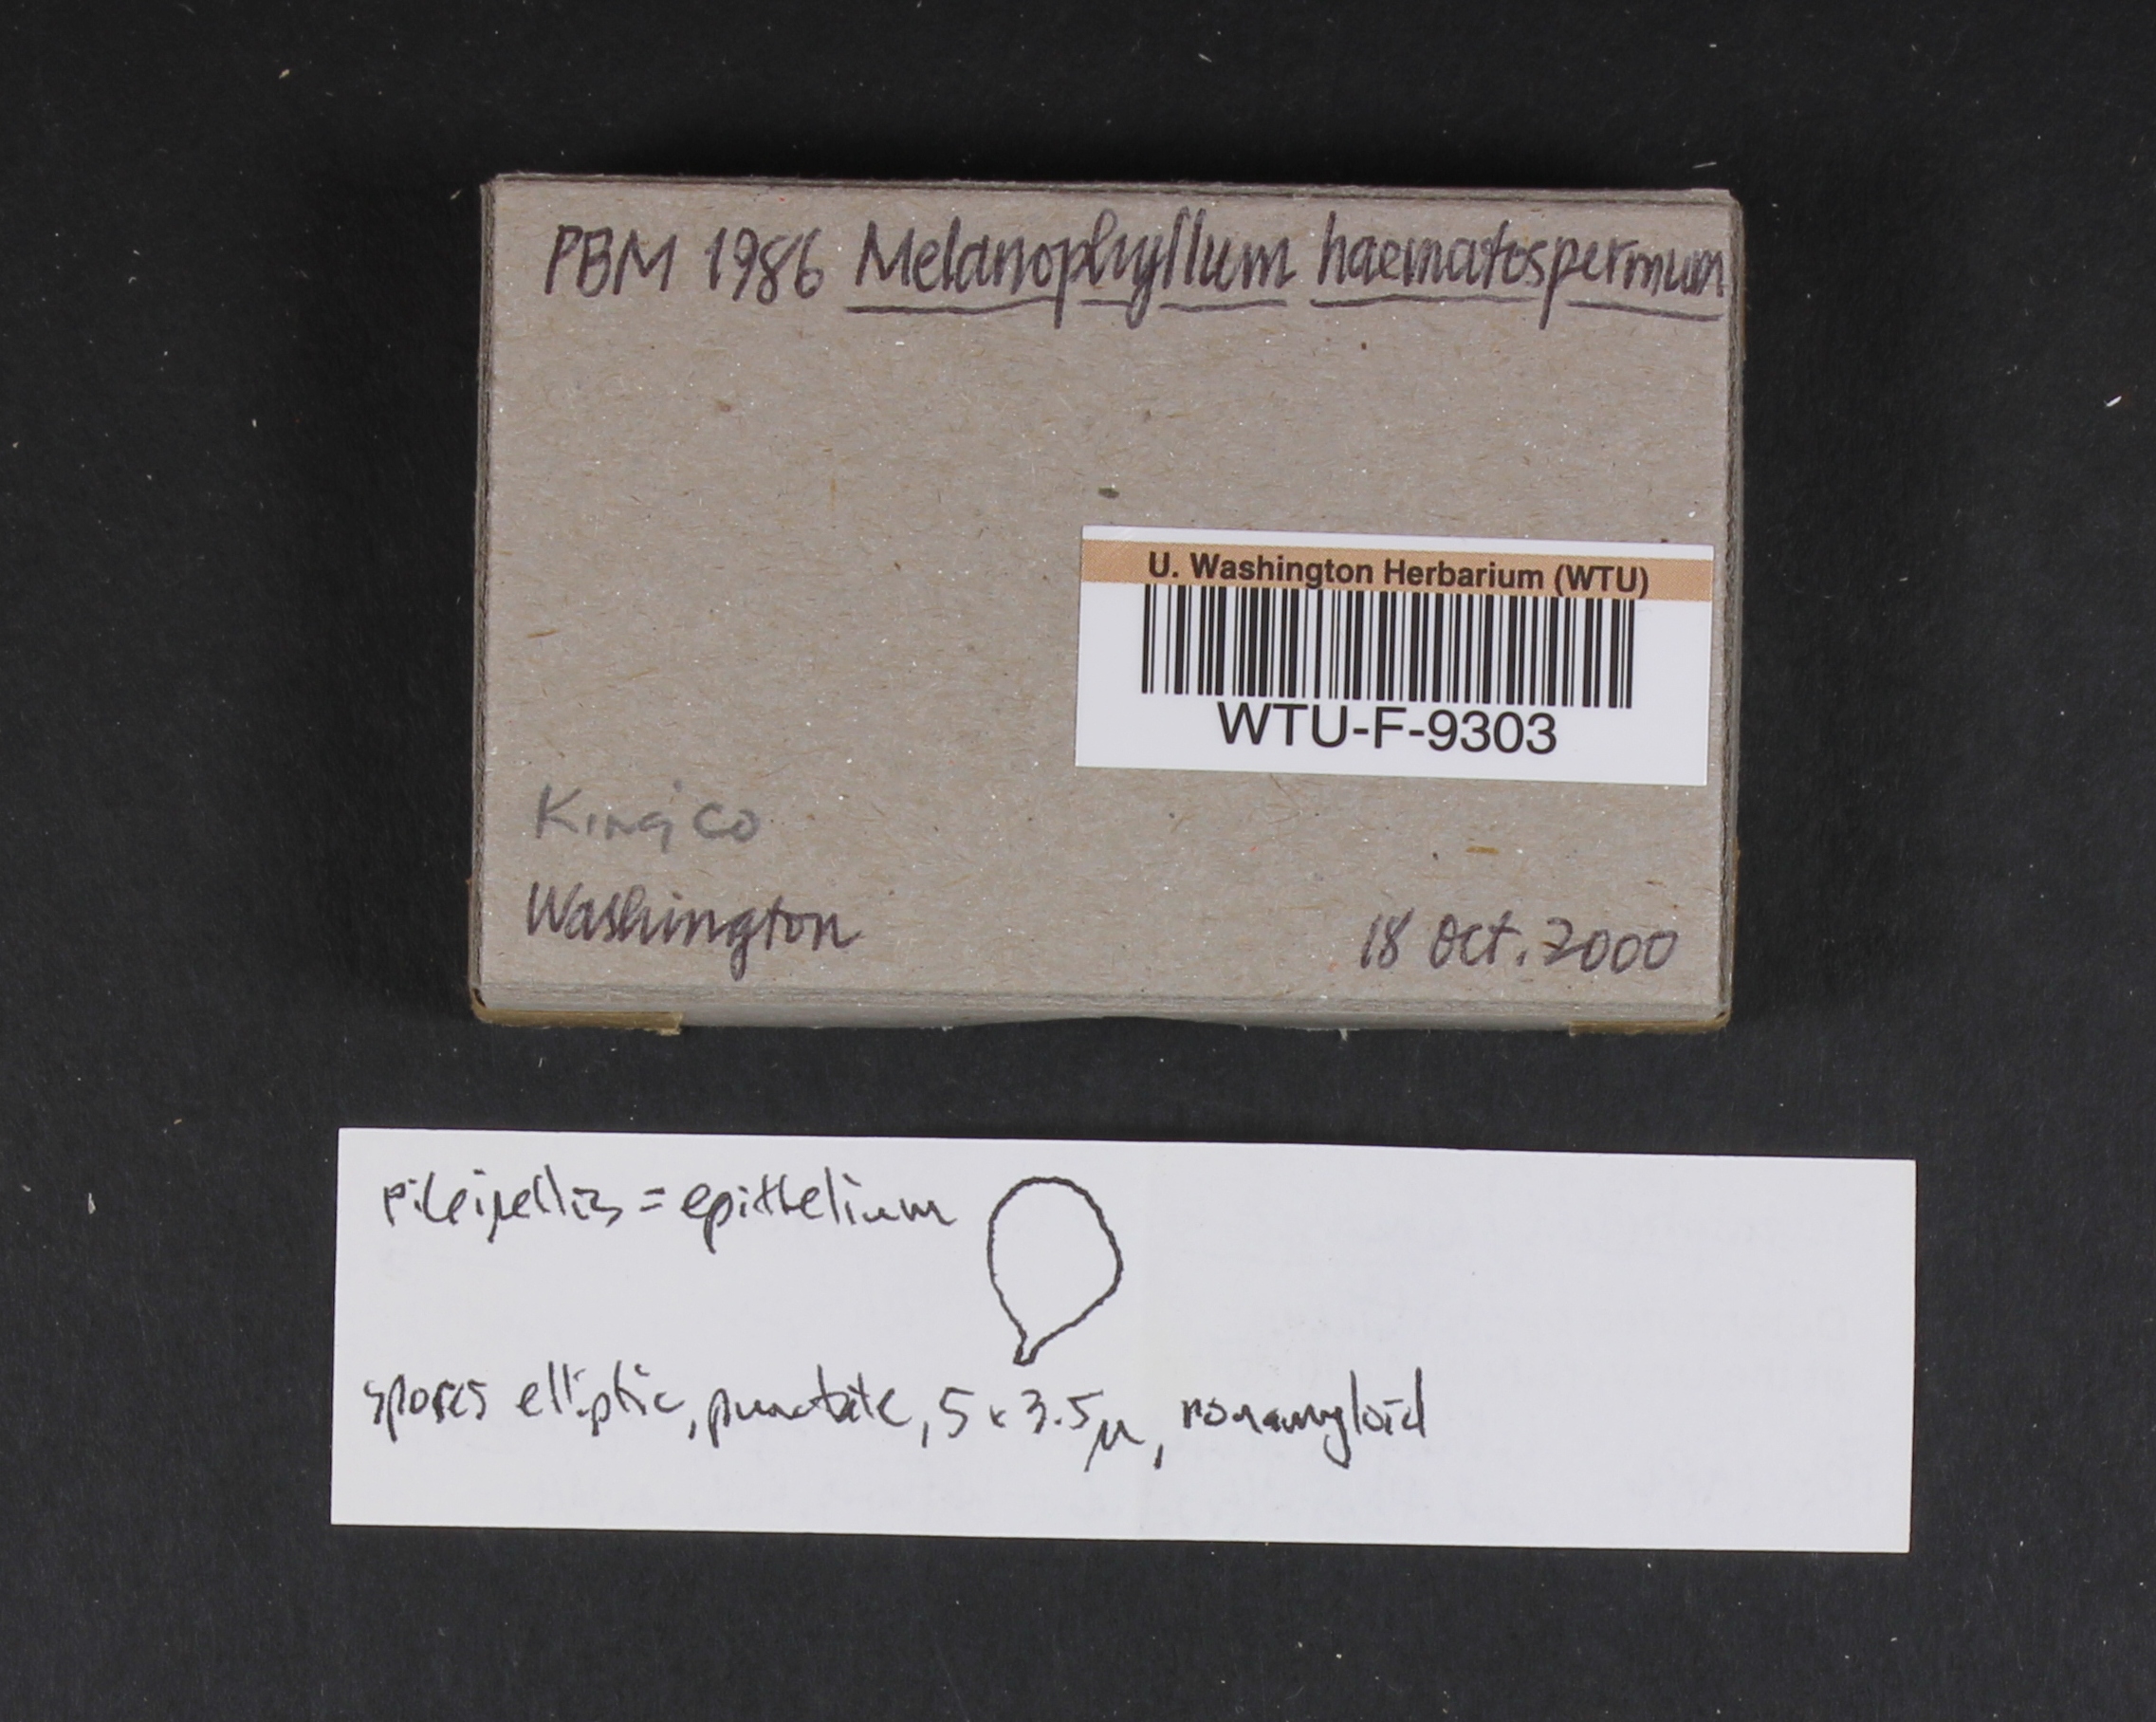 PBM 1986 Melanophyllum haematospermum
U. Washington Herbarium (WTU)
WTU-F-9303
King Co
Washington
18 Oct. 2000
pileipellis = epithelium
spores elliptic, punctate, 5 x 3.5 µ, nonamyloid